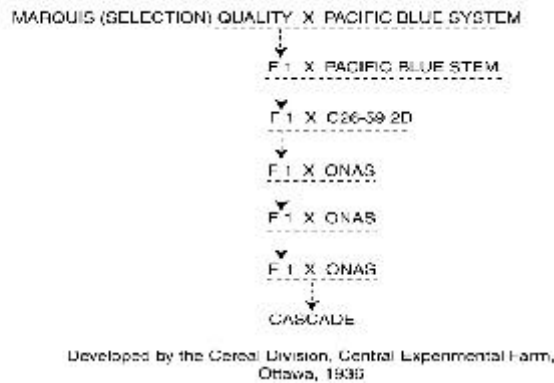 MARQUIS (SELECTION) QUALITY X PACIFIC BLUE SYSTEM
F 1 X PACIFIC BLUE STEM
F 1 X C26-59 2D
F 1 X ONAS
F 1 X ONAS
F 1 X ONAS
CASCADE
Developed by the Cereal Division, Central Experimental Farm,
Ottawa, 1936